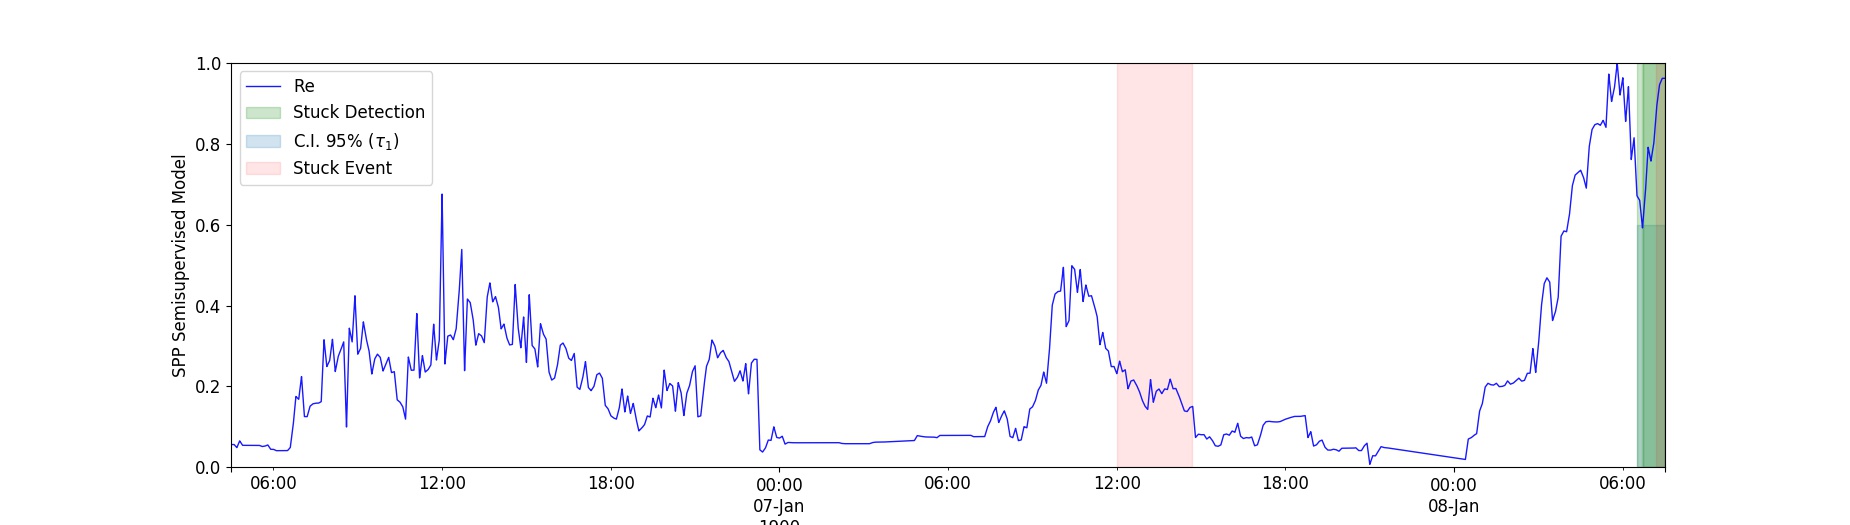 1.0
0.8
0.6
0.4
0.2
0.0
SPP Semisupervised Model
Re
Stuck Detection
C.I. 95% (τ₁)
Stuck Event
06:00 12:00 18:00 00:00 06:00 12:00 18:00 00:00 06:00
07-Jan 08-Jan
1900